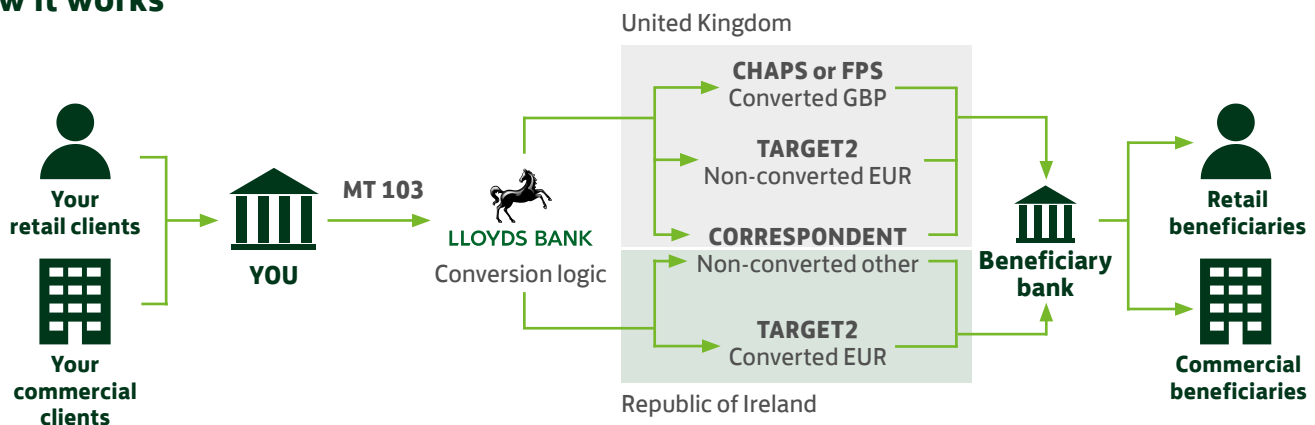 w it works
United Kingdom
CHAPS or FPS
Converted GBP
TARGET2
Non-converted EUR
CORRESPONDENT
Non-converted other
TARGET2
Converted EUR
Republic of Ireland
Your
retail clients
Your
commercial
clients
YOU
MT 103
LLOYDS BANK
Conversion logic
Beneficiary
bank
Retail
beneficiaries
Commercial
beneficiaries